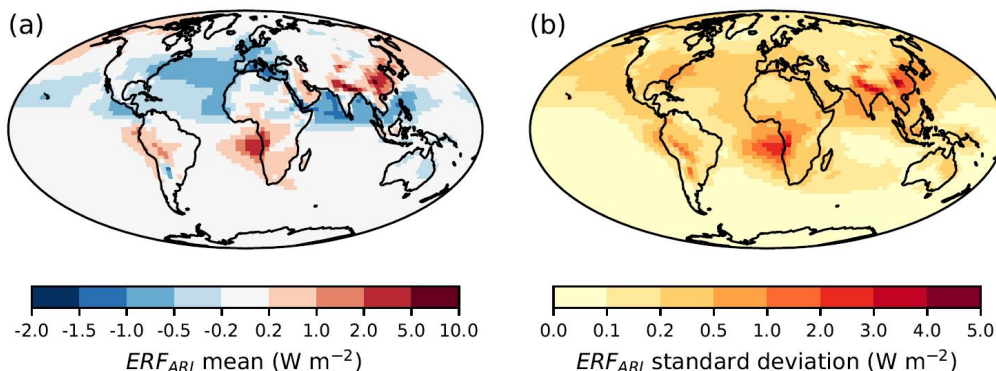 (a)
(b)
-2.0 -1.5 -1.0 -0.5 -0.2 0.2 1.0 2.0 5.0 10.0
ERF_ARI mean (W m⁻²)
0.0 0.1 0.2 0.5 1.0 2.0 3.0 4.0 5.0
ERF_ARI standard deviation (W m⁻²)